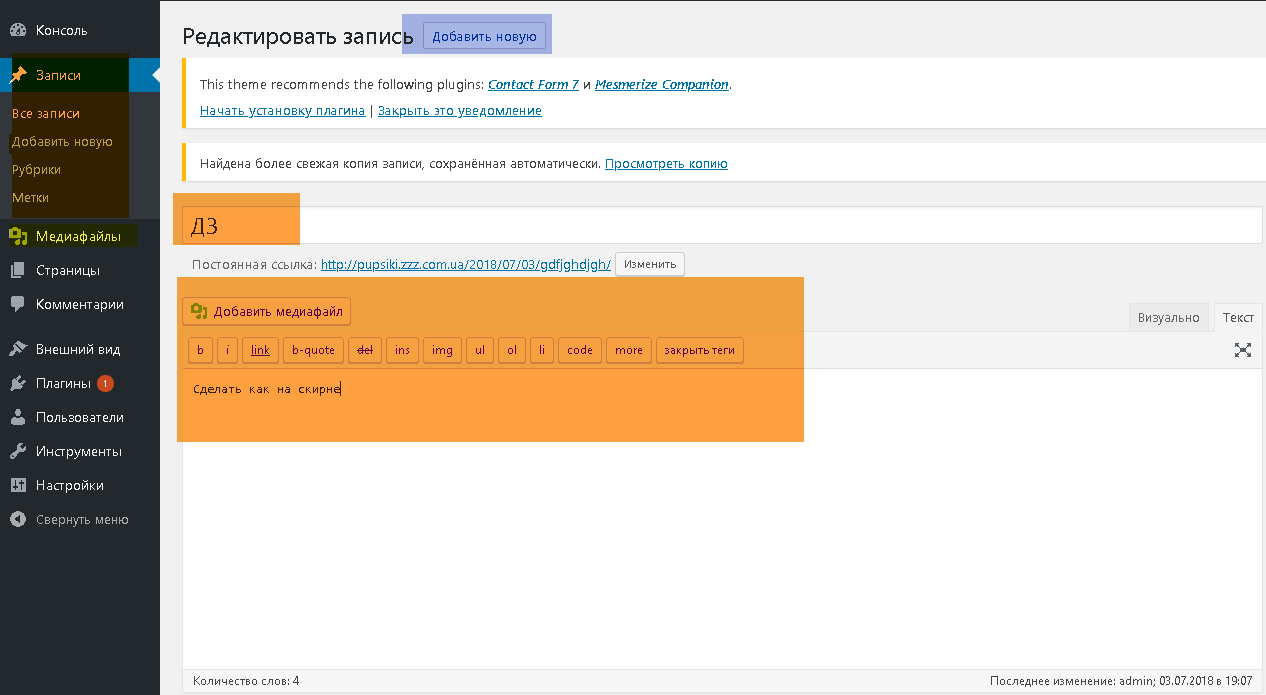 Консоль
Записи
Все записи
Добавить новую
Рубрики
Метки
Медиафайлы
Страницы
Комментарии
Внешний вид
Плагины 1
Пользователи
Инструменты
Настройки
Свернуть меню
Редактировать запись Добавить новую
This theme recommends the following plugins: Contact Form 7 и Mesmerize Companion.
Начать установку плагина | Закрыть это уведомление
Найдена более свежая копия записи, сохранённая автоматически. Просмотреть копию
ДЗ
Постоянная ссылка: http://pupsiki.zzz.com.ua/2018/07/03/gdfjghdjgh/ Изменить
Добавить медиафайл Визуально Текст
b i link b-quote del ins img ul ol li code more закрыть теги
Сделать как на скирне
Количество слов: 4 Последнее изменение: admin; 03.07.2018 в 19:07